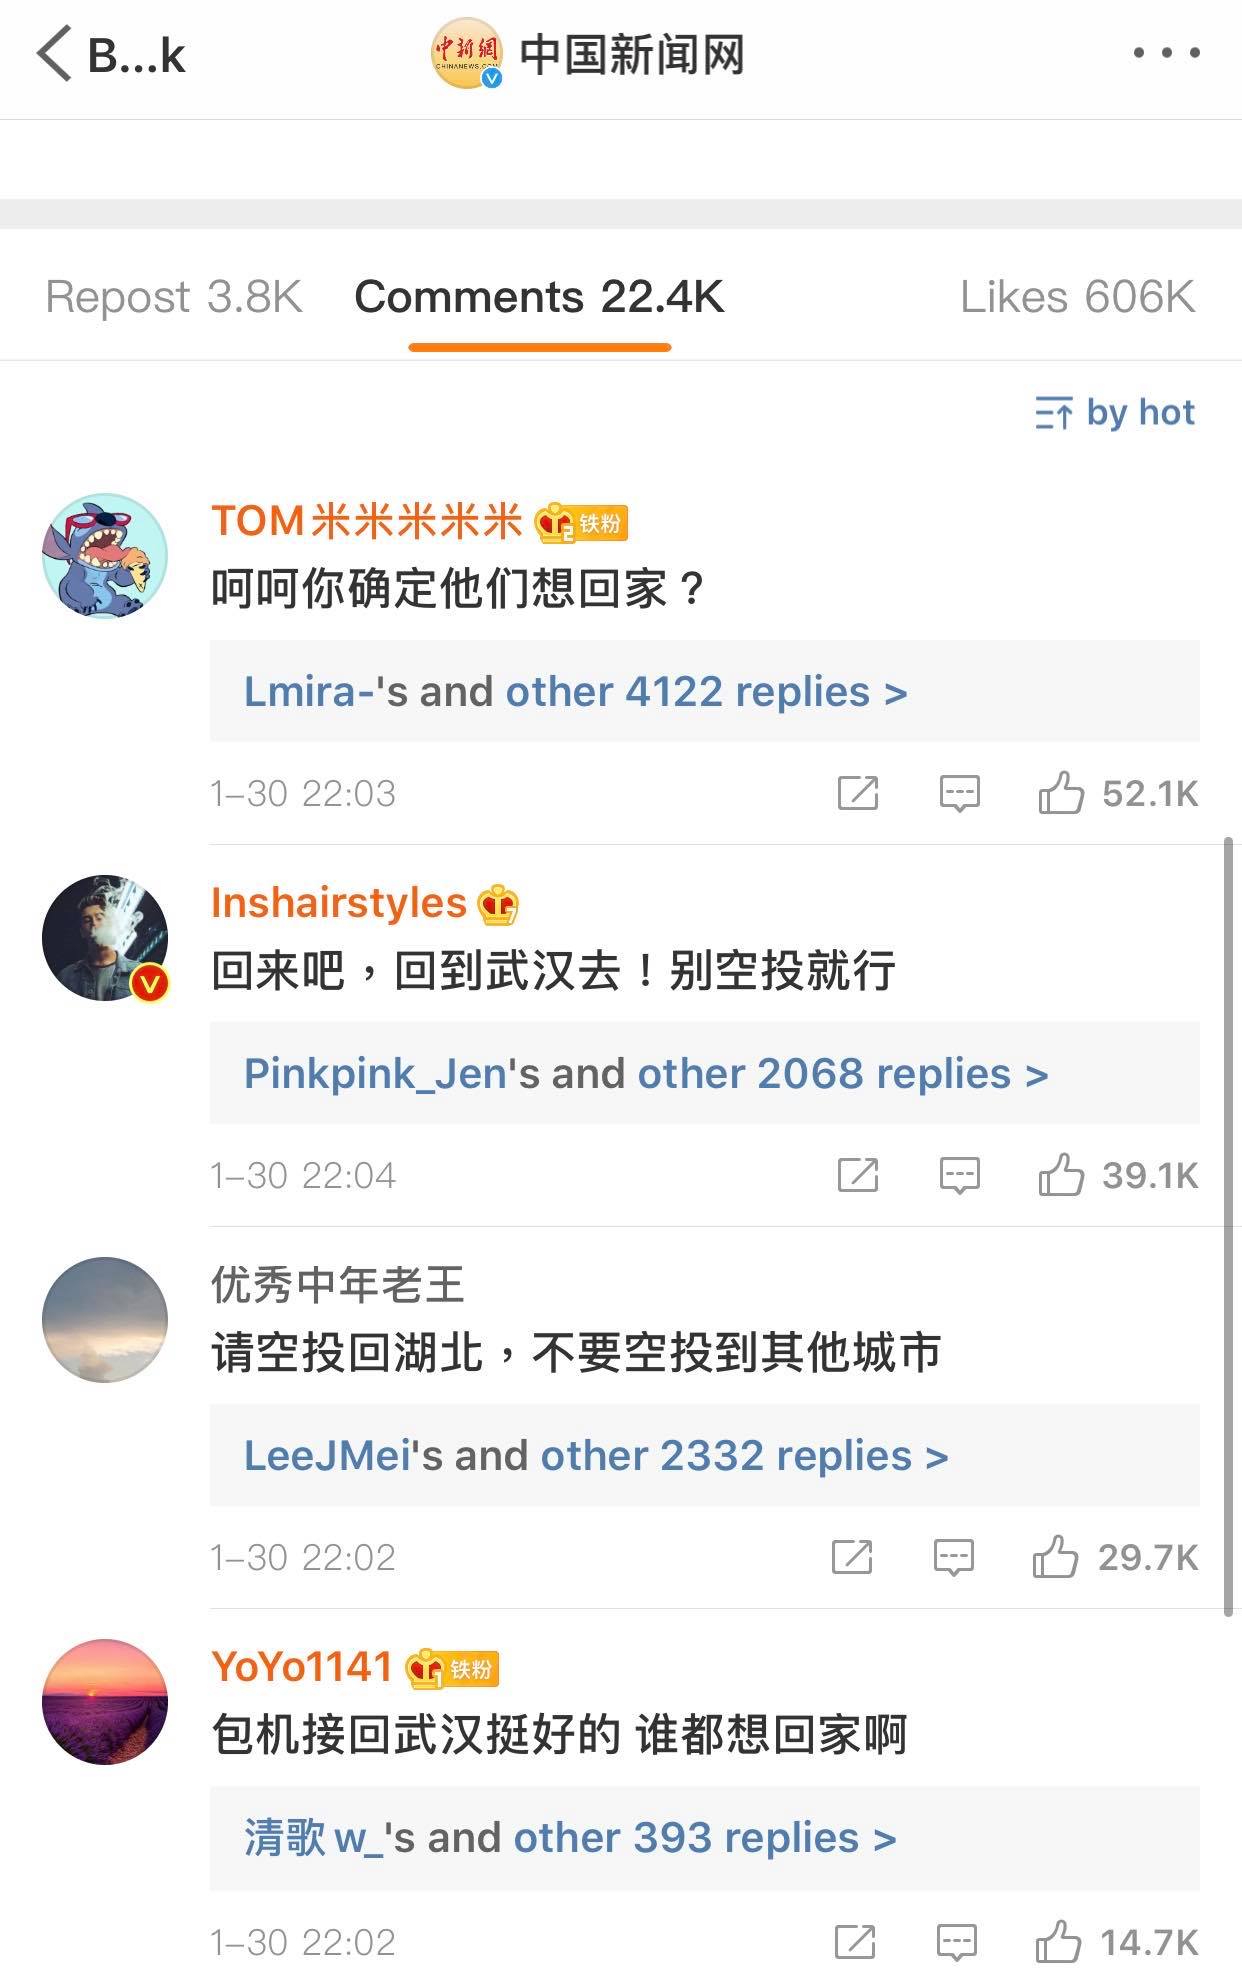 B...k
中新網
CHINANEWS.COM
中国新闻网
Repost 3.8K
Comments 22.4K
Likes 606K
by hot
TOM米米米米米 2 铁粉
呵呵你确定他们想回家？
Lmira-'s and other 4122 replies >
1-30 22:03
52.1K
Inshairstyles 7
回来吧，回到武汉去！别空投就行
Pinkpink_Jen's and other 2068 replies >
1-30 22:04
39.1K
优秀中年老王
请空投回湖北，不要空投到其他城市
LeeJMei's and other 2332 replies >
1-30 22:02
29.7K
YoYo1141 1 铁粉
包机接回武汉挺好的 谁都想回家啊
清歌w_'s and other 393 replies >
1-30 22:02
14.7K